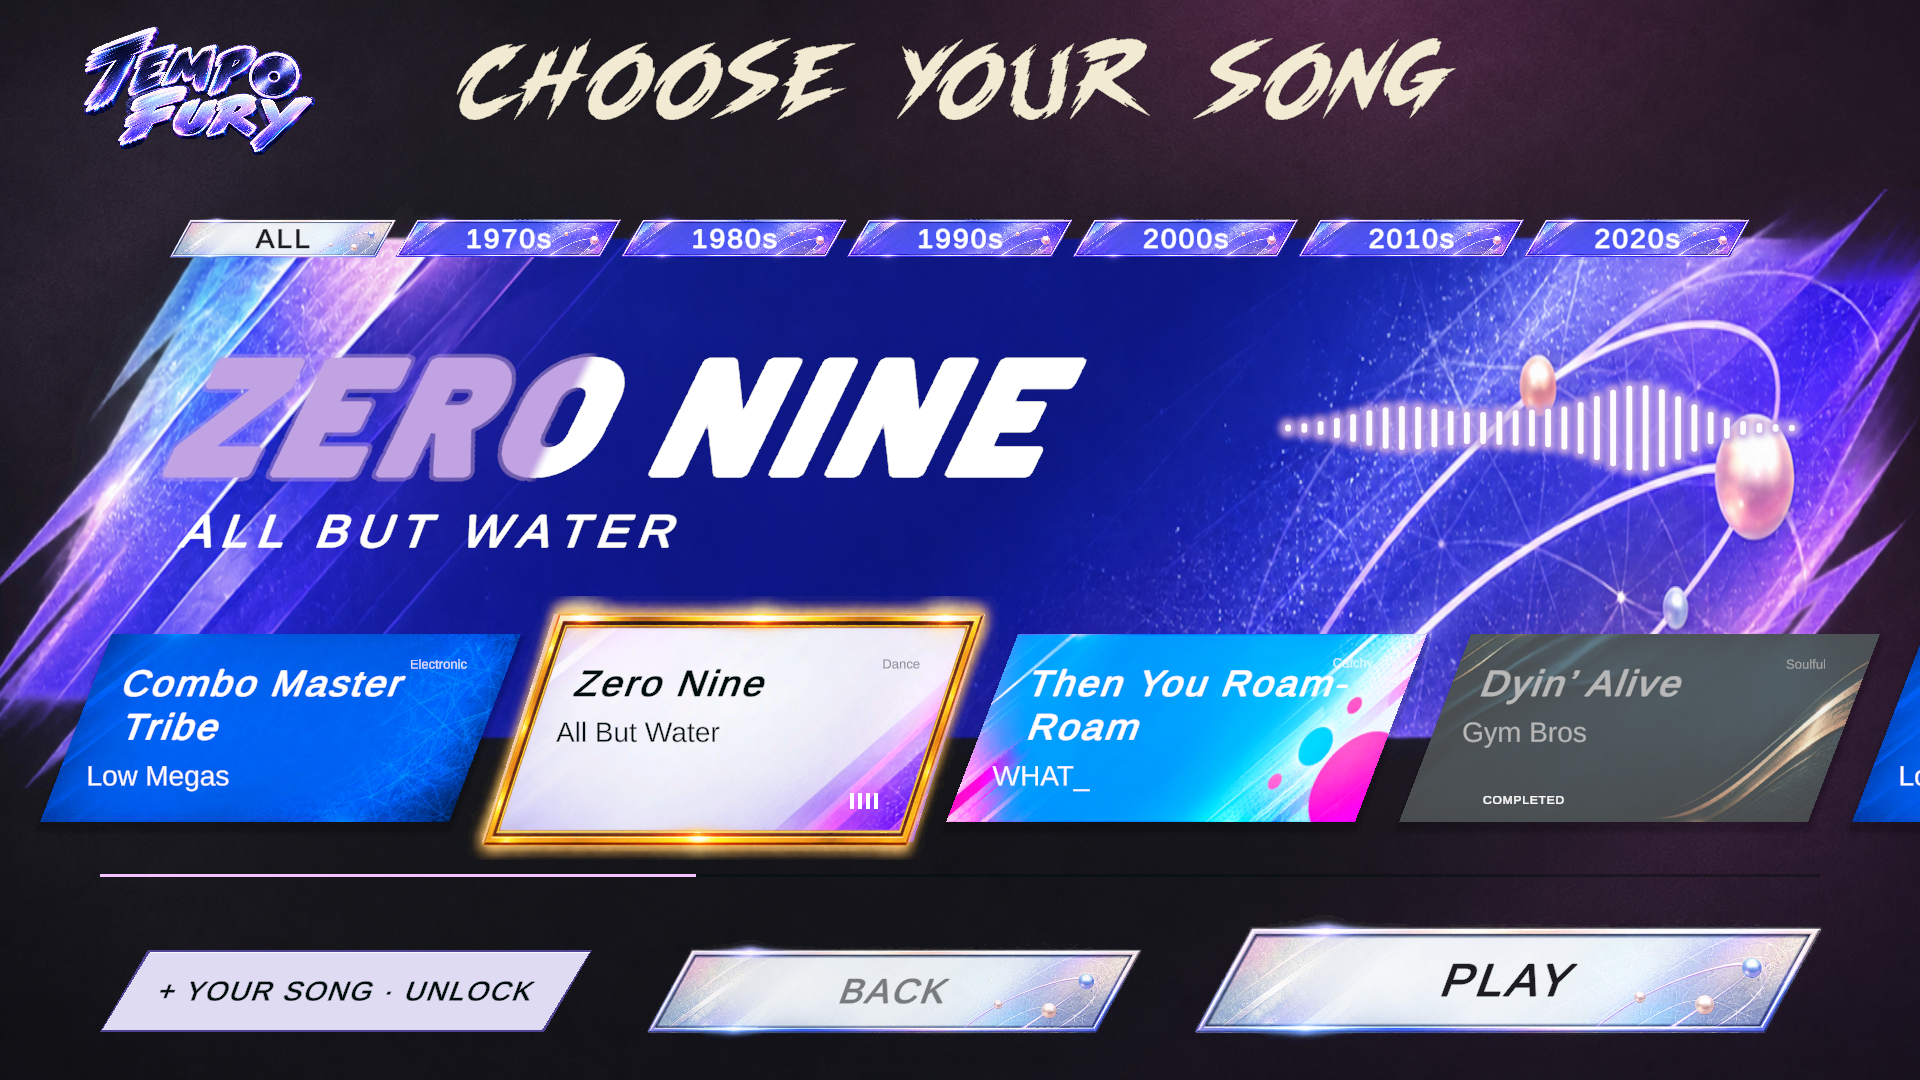 TEMPO
FURY
CHOOSE YOUR SONG
ALL
1970s
1980s
1990s
2000s
2010s
2020s
ZERO NINE
ALL BUT WATER
Combo Master
Tribe
Electronic
Low Megas
Zero Nine
Dance
All But Water
Then You Roam-
Roam
Catchy
WHAT_
Dyin’ Alive
Soulful
Gym Bros
COMPLETED
Lo
+ YOUR SONG · UNLOCK
BACK
PLAY